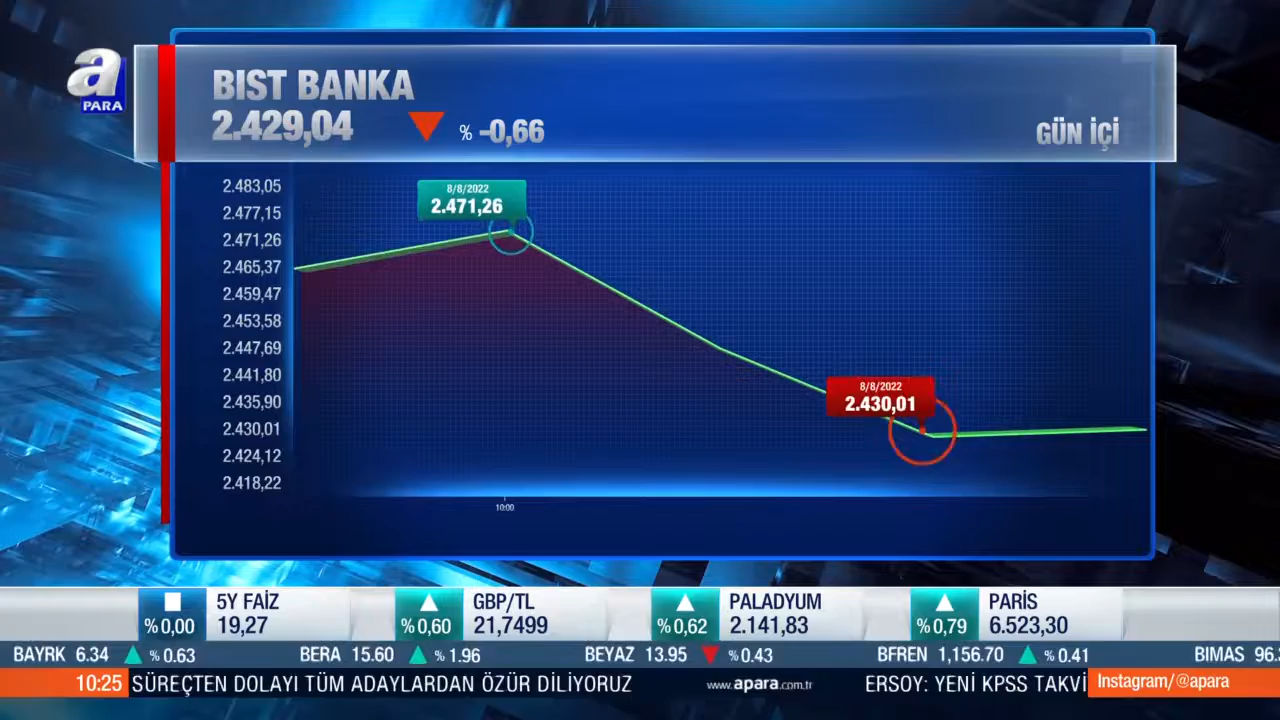 a
PARA
BIST BANKA
2.429,04 % -0,66
GÜN İÇİ
2.483,05
2.477,15
2.471,26
2.465,37
2.459,47
2.453,58
2.447,69
2.441,80
2.435,90
2.430,01
2.424,12
2.418,22
8/8/2022
2.471,26
8/8/2022
2.430,01
10:00
% 0,00
5Y FAİZ
19,27
% 0,60
GBP/TL
21,7499
% 0,62
PALADYUM
2.141,83
% 0,79
PARİS
6.523,30
BAYRK 6.34 % 0.63 BERA 15.60 % 1.96 BEYAZ 13.95 % 0.43 BFREN 1,156.70 % 0.41 BIMAS 96.3
10:25 SÜREÇTEN DOLAYI TÜM ADAYLARDAN ÖZÜR DİLİYORUZ www.apara.com.tr ERSOY: YENİ KPSS TAKVİ Instagram/@apara